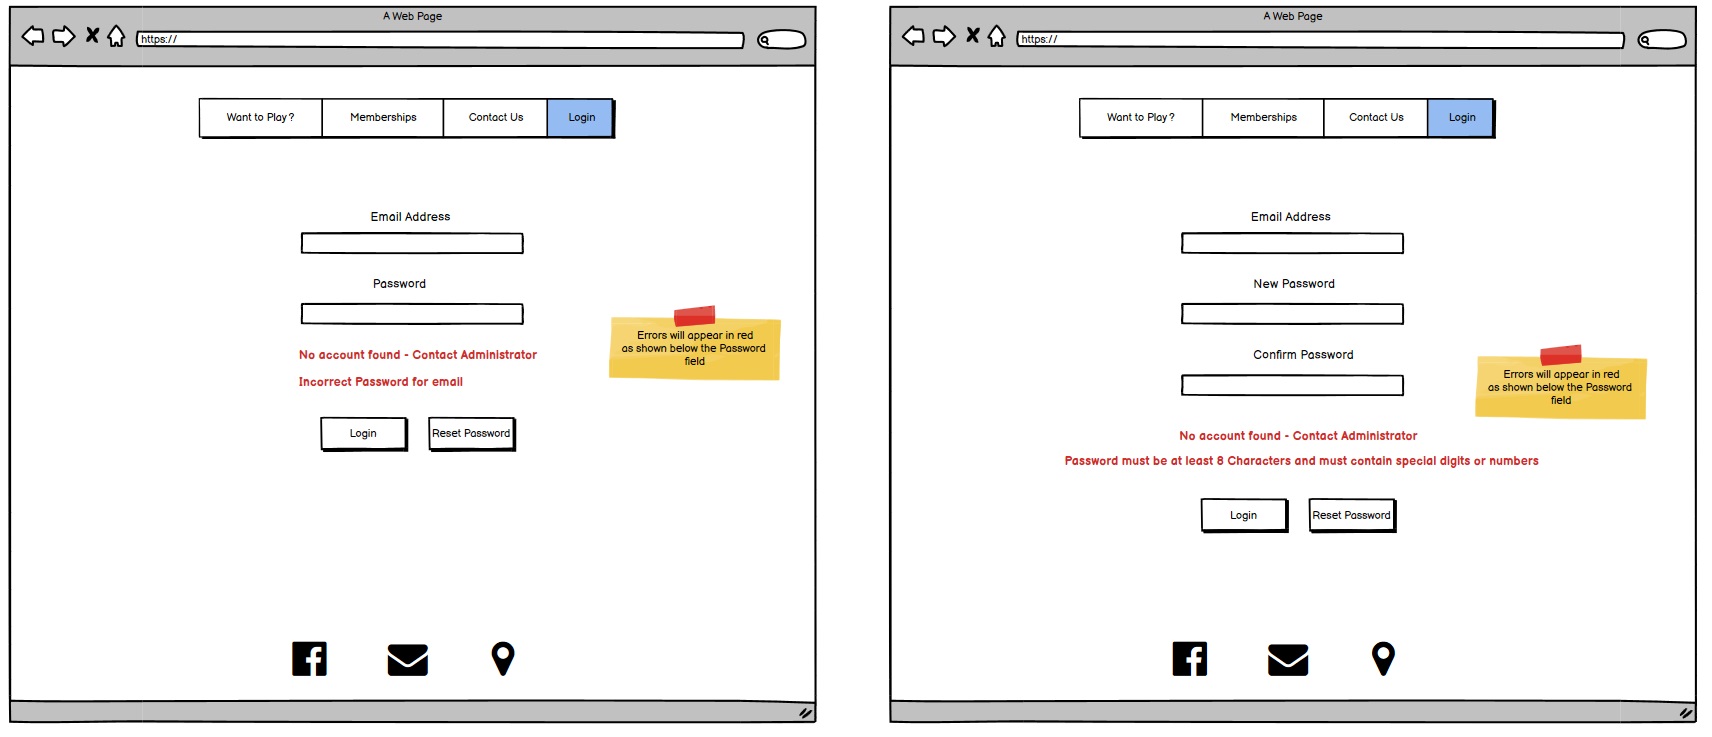 A Web Page
https://
Want to Play?
Memberships
Contact Us
Login
Email Address
Password
Errors will appear in red
as shown below the Password
field
No account found - Contact Administrator
Incorrect Password for email
Login
Reset Password
A Web Page
https://
Want to Play?
Memberships
Contact Us
Login
Email Address
New Password
Confirm Password
Errors will appear in red
as shown below the Password
field
No account found - Contact Administrator
Password must be at least 8 Characters and must contain special digits or numbers
Login
Reset Password